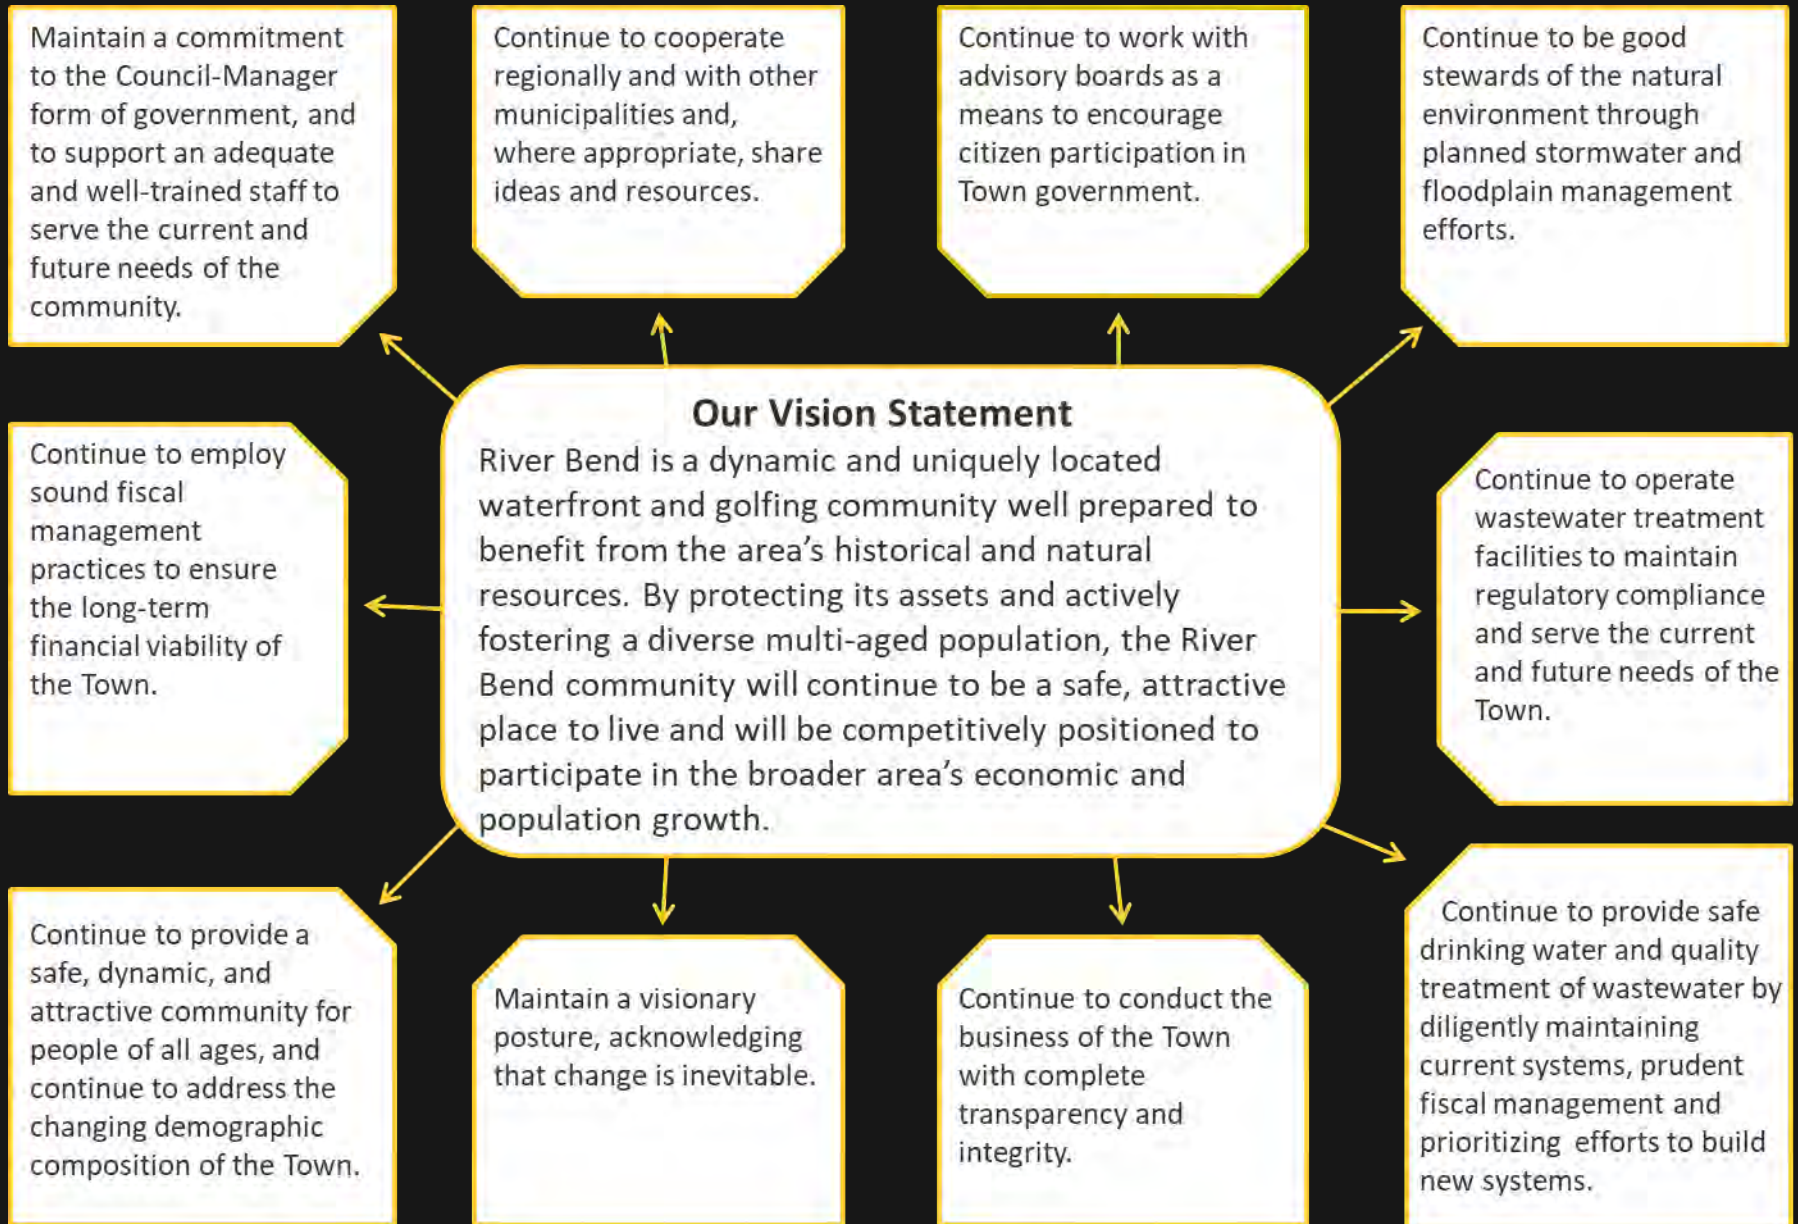 Maintain a commitment
to the Council-Manager
form of government, and
to support an adequate
and well-trained staff to
serve the current and
future needs of the
community.
Continue to cooperate
regionally and with other
municipalities and,
where appropriate, share
ideas and resources.
Continue to work with
advisory boards as a
means to encourage
citizen participation in
Town government.
Continue to be good
stewards of the natural
environment through
planned stormwater and
floodplain management
efforts.
Continue to employ
sound fiscal
management
practices to ensure
the long-term
financial viability of
the Town.
Our Vision Statement
River Bend is a dynamic and uniquely located
waterfront and golfing community well prepared to
benefit from the area's historical and natural
resources. By protecting its assets and actively
fostering a diverse multi-aged population, the River
Bend community will continue to be a safe, attractive
place to live and will be competitively positioned to
participate in the broader area's economic and
population growth.
Continue to operate
wastewater treatment
facilities to maintain
regulatory compliance
and serve the current
and future needs of the
Town.
Continue to provide a
safe, dynamic, and
attractive community for
people of all ages, and
continue to address the
changing demographic
composition of the Town.
Maintain a visionary
posture, acknowledging
that change is inevitable.
Continue to conduct the
business of the Town
with complete
transparency and
integrity.
Continue to provide safe
drinking water and quality
treatment of wastewater by
diligently maintaining
current systems, prudent
fiscal management and
prioritizing efforts to build
new systems.